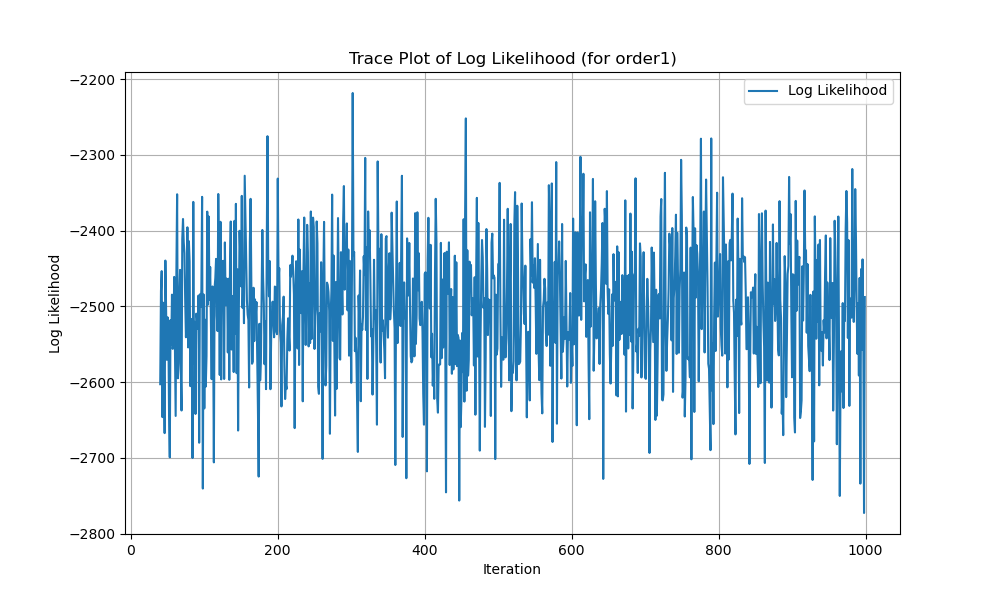 Trace Plot of Log Likelihood (for order1)
Log Likelihood
−2200
−2300
−2400
−2500
−2600
−2700
−2800
Log Likelihood
0 200 400 600 800 1000
Iteration